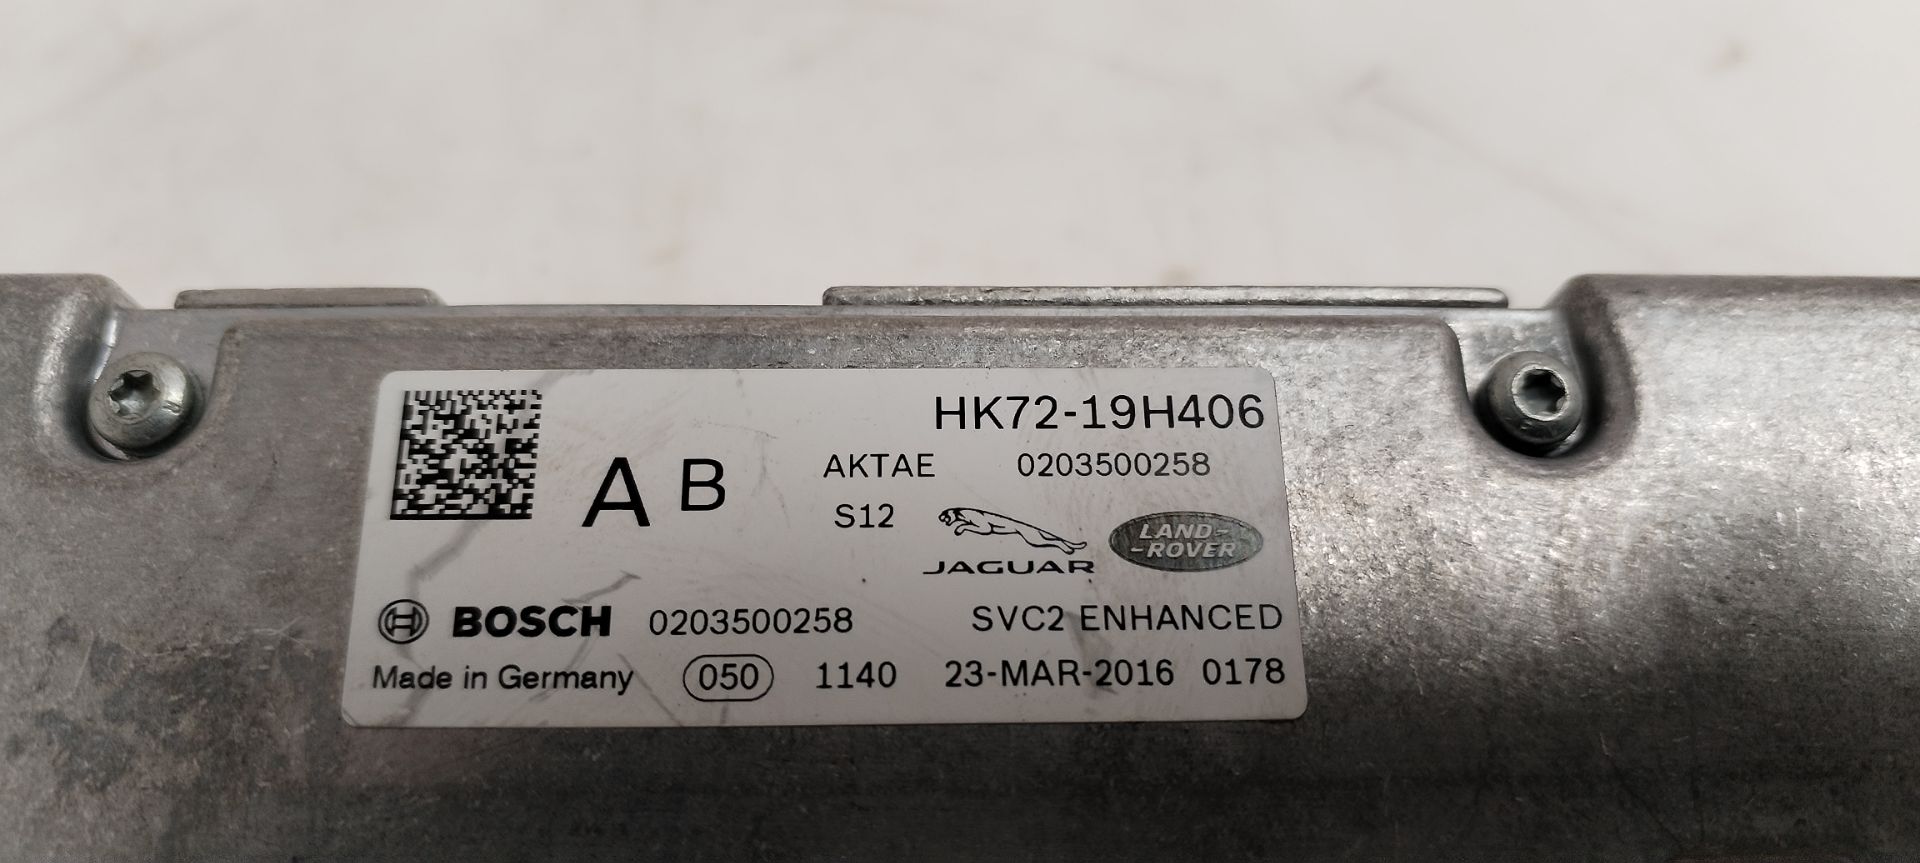 HK72-19H406
A B
AKTAE 0203500258
S12
JAGUAR
LAND-
-ROVER
BOSCH 0203500258 SVC2 ENHANCED
Made in Germany 050 1140 23-MAR-2016 0178